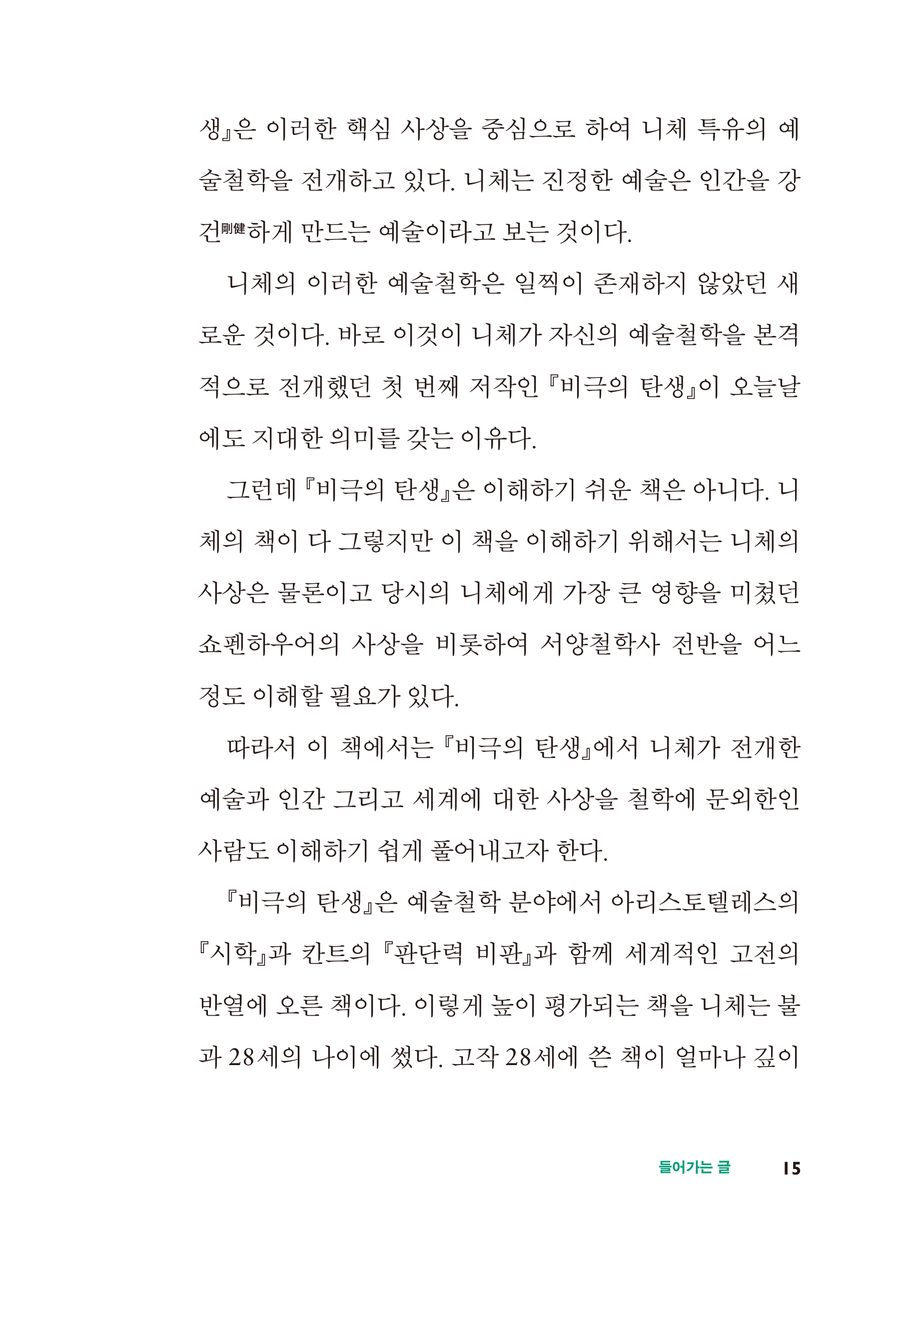 생』은 이러한 핵심 사상을 중심으로 하여 니체 특유의 예
술철학을 전개하고 있다. 니체는 진정한 예술은 인간을 강
건剛健하게 만드는 예술이라고 보는 것이다.
니체의 이러한 예술철학은 일찍이 존재하지 않았던 새
로운 것이다. 바로 이것이 니체가 자신의 예술철학을 본격
적으로 전개했던 첫 번째 저작인 『비극의 탄생』이 오늘날
에도 지대한 의미를 갖는 이유다.
그런데 『비극의 탄생』은 이해하기 쉬운 책은 아니다. 니
체의 책이 다 그렇지만 이 책을 이해하기 위해서는 니체의
사상은 물론이고 당시의 니체에게 가장 큰 영향을 미쳤던
쇼펜하우어의 사상을 비롯하여 서양철학사 전반을 어느
정도 이해할 필요가 있다.
따라서 이 책에서는 『비극의 탄생』에서 니체가 전개한
예술과 인간 그리고 세계에 대한 사상을 철학에 문외한인
사람도 이해하기 쉽게 풀어내고자 한다.
『비극의 탄생』은 예술철학 분야에서 아리스토텔레스의
『시학』과 칸트의 『판단력 비판』과 함께 세계적인 고전의
반열에 오른 책이다. 이렇게 높이 평가되는 책을 니체는 불
과 28세의 나이에 썼다. 고작 28세에 쓴 책이 얼마나 깊이
들어가는 글 15